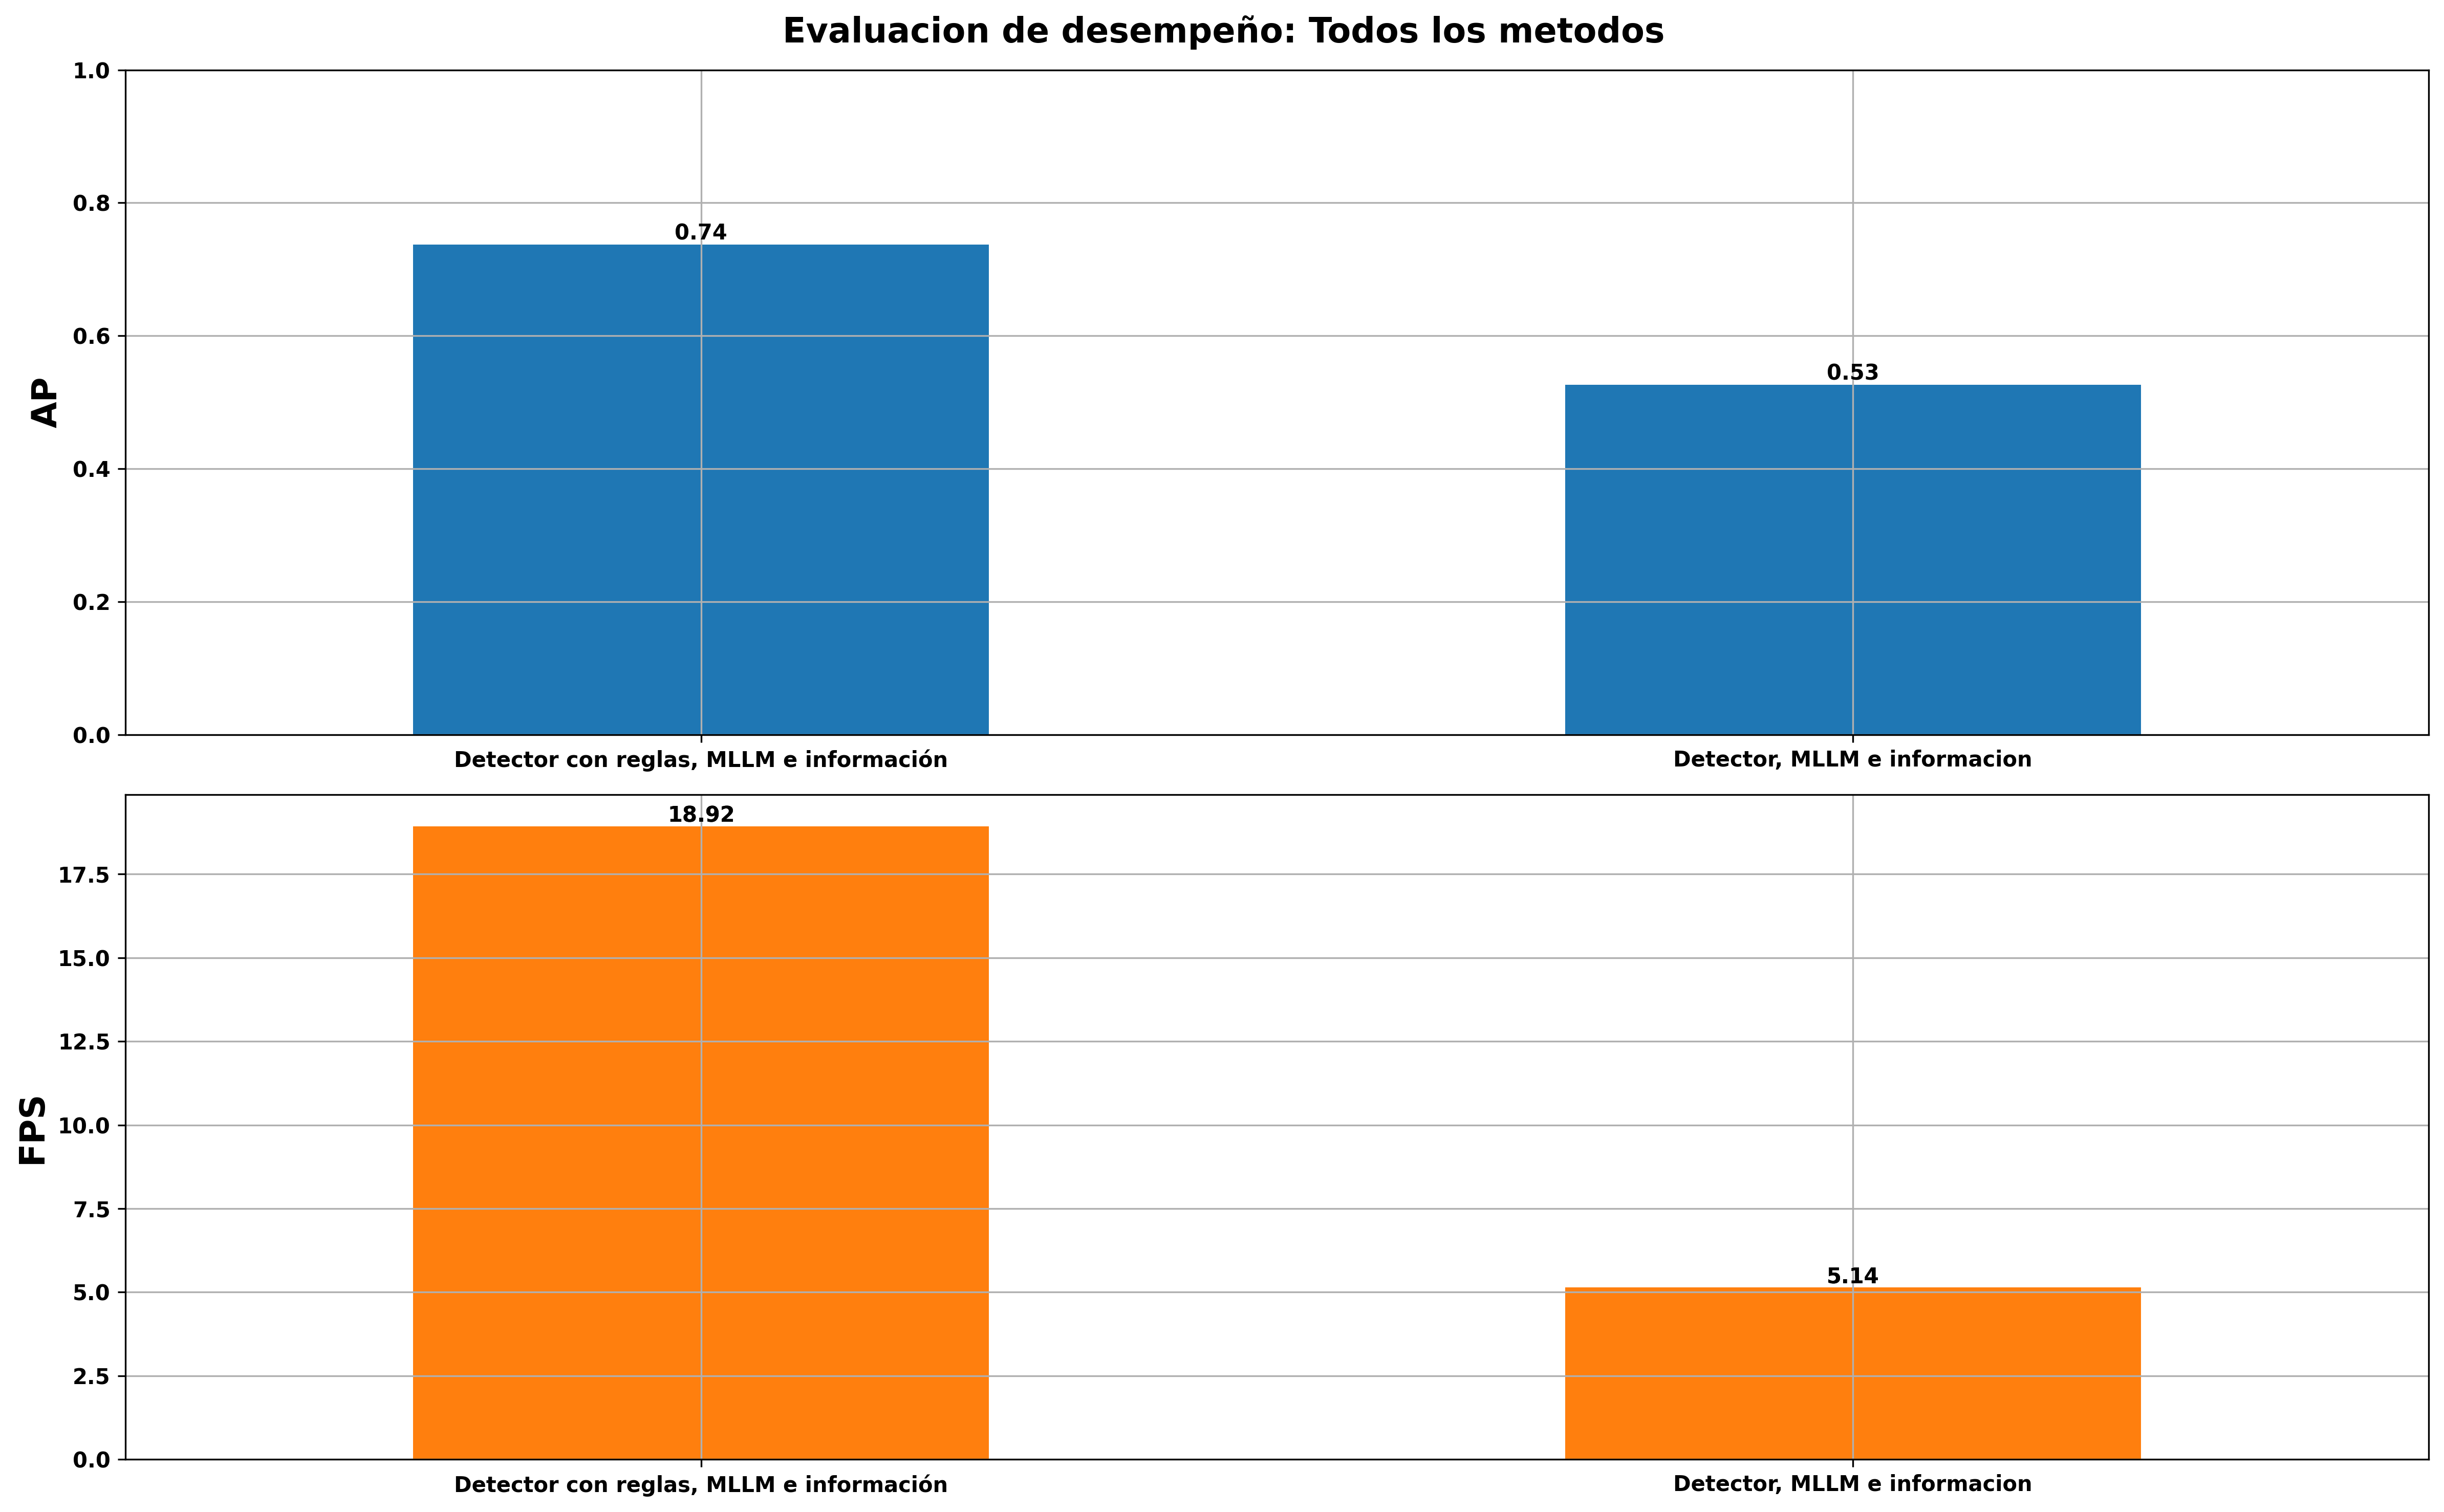 Evaluacion de desempeño: Todos los metodos
1.0
0.8
0.6
0.4
0.2
0.0
AP
0.74
0.53
Detector con reglas, MLLM e información
Detector, MLLM e informacion
17.5
15.0
12.5
10.0
7.5
5.0
2.5
0.0
FPS
18.92
5.14
Detector con reglas, MLLM e información
Detector, MLLM e informacion